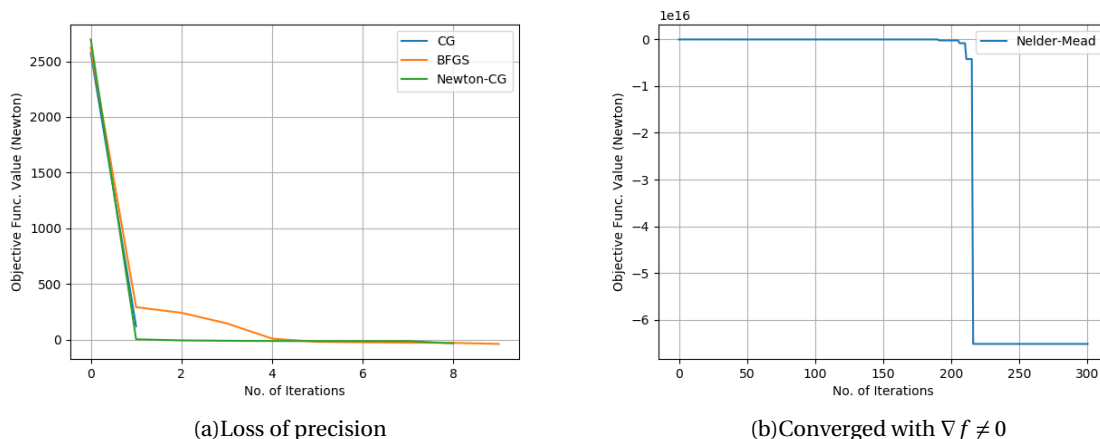 CG
BFGS
Newton-CG
2500
2000
1500
1000
500
0
Objective Func. Value (Newton)
0
2
4
6
8
No. of Iterations
(a)Loss of precision
1e16
Nelder-Mead
0
−1
−2
−3
−4
−5
−6
Objective Func. Value (Newton)
0
50
100
150
200
250
300
No. of Iterations
(b)Converged with ∇f ≠ 0